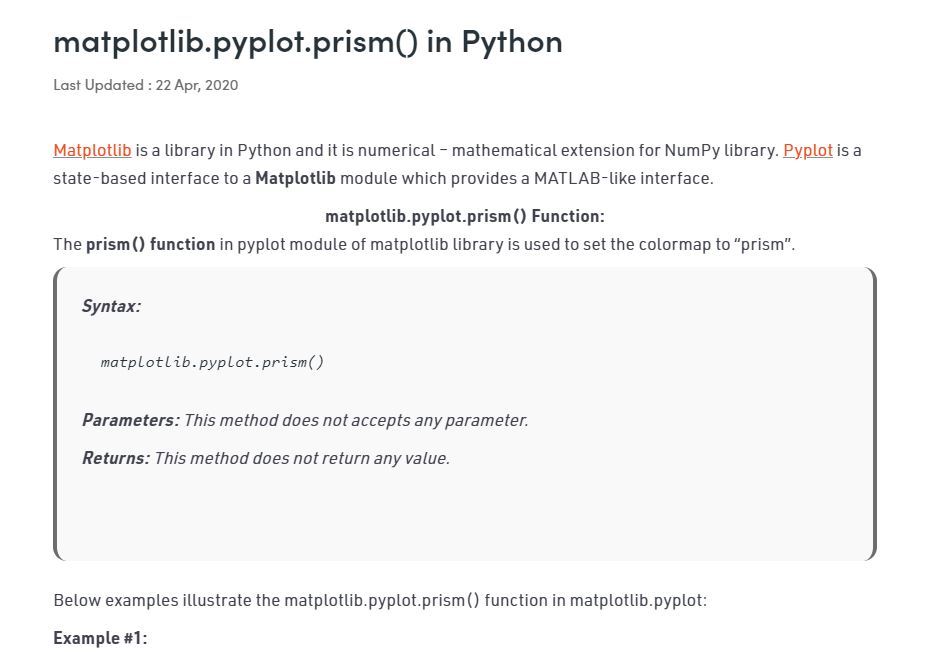 matplotlib.pyplot.prism() in Python
Last Updated : 22 Apr, 2020
Matplotlib is a library in Python and it is numerical – mathematical extension for NumPy library. Pyplot is a
state-based interface to a Matplotlib module which provides a MATLAB-like interface.
matplotlib.pyplot.prism() Function:
The prism() function in pyplot module of matplotlib library is used to set the colormap to “prism”.
Syntax:
matplotlib.pyplot.prism()
Parameters: This method does not accepts any parameter.
Returns: This method does not return any value.
Below examples illustrate the matplotlib.pyplot.prism() function in matplotlib.pyplot:
Example #1: